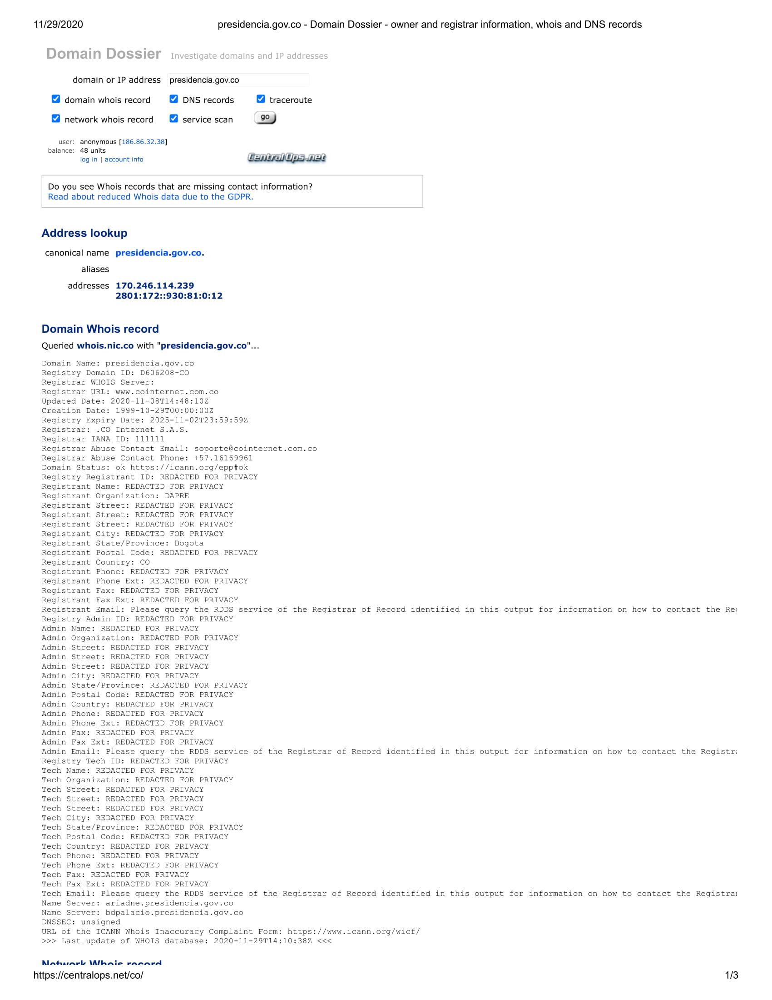 11/29/2020 presidencia.gov.co - Domain Dossier - owner and registrar information, whois and DNS records
Domain Dossier Investigate domains and IP addresses
domain or IP address presidencia.gov.co
domain whois record DNS records traceroute
network whois record service scan go
user: anonymous [186.86.32.38]
balance: 48 units
log in | account info
CentralOps.net
Do you see Whois records that are missing contact information?
Read about reduced Whois data due to the GDPR.
Address lookup
canonical name presidencia.gov.co.
aliases
addresses 170.246.114.239
2801:172::930:81:0:12
Domain Whois record
Queried whois.nic.co with "presidencia.gov.co"...
Domain Name: presidencia.gov.co
Registry Domain ID: D606208-CO
Registrar WHOIS Server:
Registrar URL: www.cointernet.com.co
Updated Date: 2020-11-08T14:48:10Z
Creation Date: 1999-10-29T00:00:00Z
Registry Expiry Date: 2025-11-02T23:59:59Z
Registrar: .CO Internet S.A.S.
Registrar IANA ID: 111111
Registrar Abuse Contact Email: soporte@cointernet.com.co
Registrar Abuse Contact Phone: +57.16169961
Domain Status: ok https://icann.org/epp#ok
Registry Registrant ID: REDACTED FOR PRIVACY
Registrant Name: REDACTED FOR PRIVACY
Registrant Organization: DAPRE
Registrant Street: REDACTED FOR PRIVACY
Registrant Street: REDACTED FOR PRIVACY
Registrant Street: REDACTED FOR PRIVACY
Registrant City: REDACTED FOR PRIVACY
Registrant State/Province: Bogota
Registrant Postal Code: REDACTED FOR PRIVACY
Registrant Country: CO
Registrant Phone: REDACTED FOR PRIVACY
Registrant Phone Ext: REDACTED FOR PRIVACY
Registrant Fax: REDACTED FOR PRIVACY
Registrant Fax Ext: REDACTED FOR PRIVACY
Registrant Email: Please query the RDDS service of the Registrar of Record identified in this output for information on how to contact the Reg
Registry Admin ID: REDACTED FOR PRIVACY
Admin Name: REDACTED FOR PRIVACY
Admin Organization: REDACTED FOR PRIVACY
Admin Street: REDACTED FOR PRIVACY
Admin Street: REDACTED FOR PRIVACY
Admin Street: REDACTED FOR PRIVACY
Admin City: REDACTED FOR PRIVACY
Admin State/Province: REDACTED FOR PRIVACY
Admin Postal Code: REDACTED FOR PRIVACY
Admin Country: REDACTED FOR PRIVACY
Admin Phone: REDACTED FOR PRIVACY
Admin Phone Ext: REDACTED FOR PRIVACY
Admin Fax: REDACTED FOR PRIVACY
Admin Fax Ext: REDACTED FOR PRIVACY
Admin Email: Please query the RDDS service of the Registrar of Record identified in this output for information on how to contact the Registra
Registry Tech ID: REDACTED FOR PRIVACY
Tech Name: REDACTED FOR PRIVACY
Tech Organization: REDACTED FOR PRIVACY
Tech Street: REDACTED FOR PRIVACY
Tech Street: REDACTED FOR PRIVACY
Tech Street: REDACTED FOR PRIVACY
Tech City: REDACTED FOR PRIVACY
Tech State/Province: REDACTED FOR PRIVACY
Tech Postal Code: REDACTED FOR PRIVACY
Tech Country: REDACTED FOR PRIVACY
Tech Phone: REDACTED FOR PRIVACY
Tech Phone Ext: REDACTED FOR PRIVACY
Tech Fax: REDACTED FOR PRIVACY
Tech Fax Ext: REDACTED FOR PRIVACY
Tech Email: Please query the RDDS service of the Registrar of Record identified in this output for information on how to contact the Registrar
Name Server: ariadne.presidencia.gov.co
Name Server: bdpalacio.presidencia.gov.co
DNSSEC: unsigned
URL of the ICANN Whois Inaccuracy Complaint Form: https://www.icann.org/wicf/
>>> Last update of WHOIS database: 2020-11-29T14:10:38Z <<<
Network Whois record
https://centralops.net/co/ 1/3